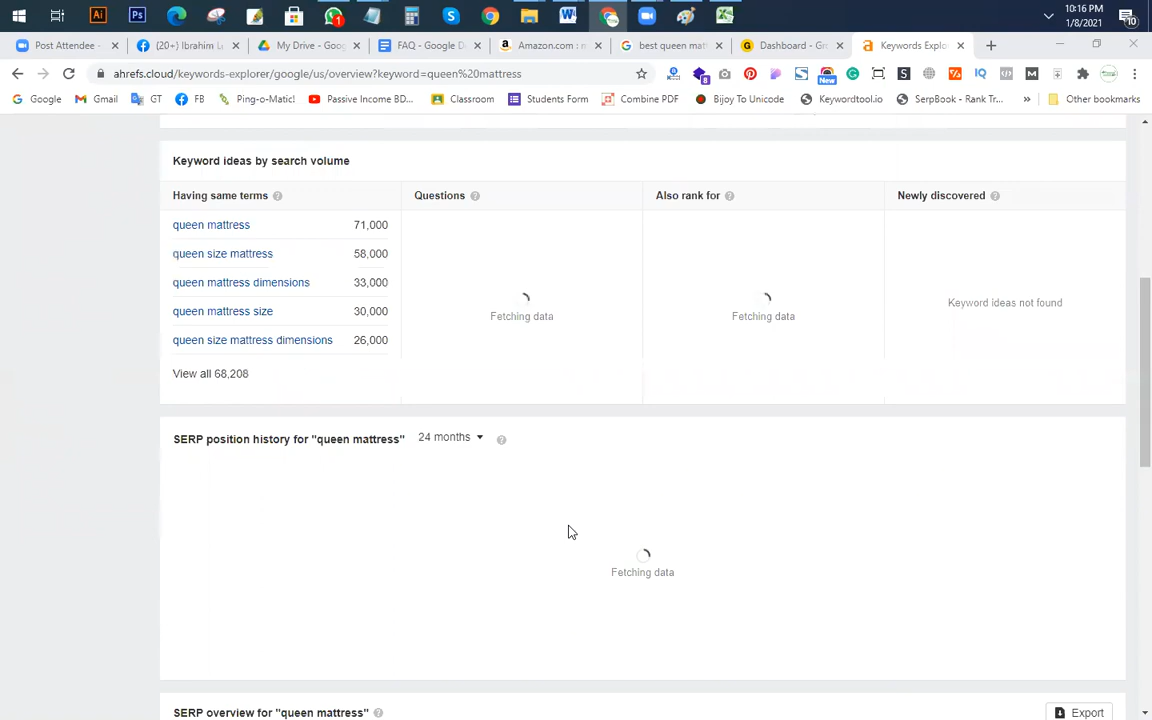 10:16 PM
1/8/2021
10
1
Post Attendee -
(20+) Ibrahim L
My Drive - Goog
FAQ - Google D
Amazon.com : m
best queen matt
Dashboard - Gr
Keywords Explo
ahrefs.cloud/keywords-explorer/google/us/overview?keyword=queen%20mattress
8
New
Google
Gmail
GT
FB
Ping-o-Matic!
Passive Income BD...
Classroom
Students Form
Combine PDF
Bijoy To Unicode
Keywordtool.io
SerpBook - Rank Tr...
»
Other bookmarks
Keyword ideas by search volume
Having same terms
Questions
Also rank for
Newly discovered
queen mattress 71,000
queen size mattress 58,000
queen mattress dimensions 33,000
queen mattress size 30,000
queen size mattress dimensions 26,000
View all 68,208
Fetching data
Fetching data
Keyword ideas not found
SERP position history for "queen mattress" 24 months
Fetching data
SERP overview for "queen mattress"
Export